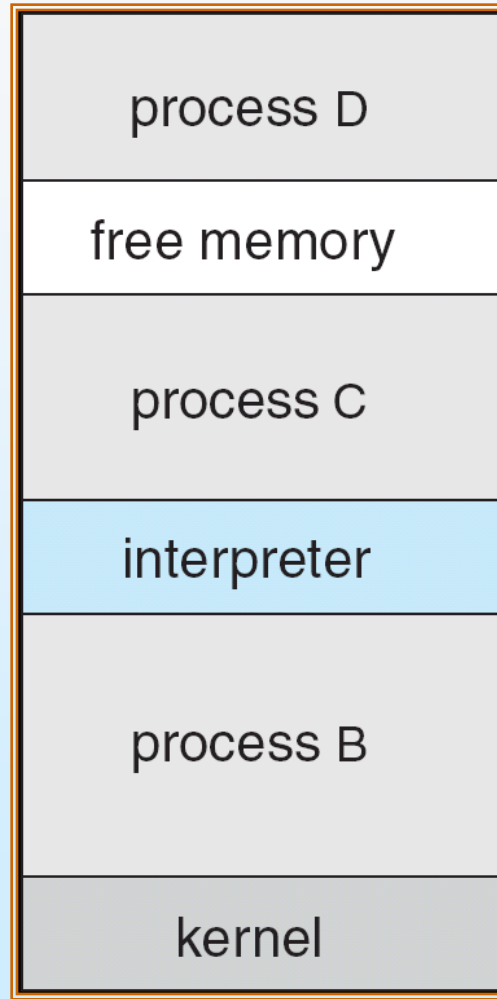 process D
free memory
process C
interpreter
process B
kernel